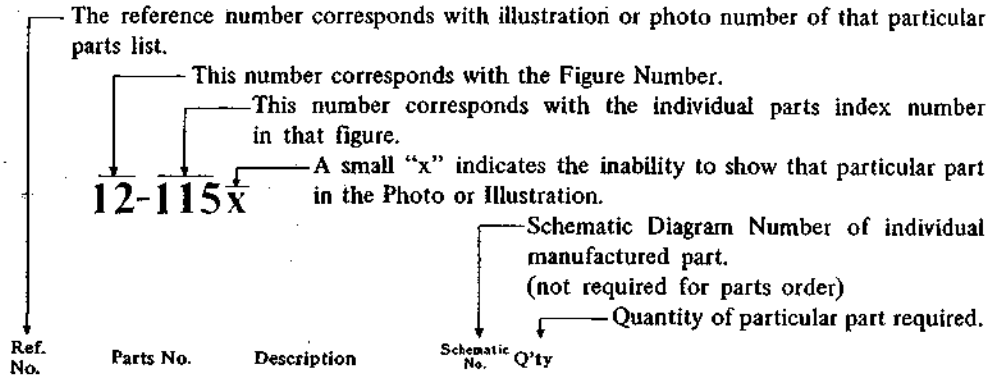 The reference number corresponds with illustration or photo number of that particular
parts list.
This number corresponds with the Figure Number.
This number corresponds with the individual parts index number
in that figure.
A small “x” indicates the inability to show that particular part
in the Photo or Illustration.
12-115x
Schematic Diagram Number of individual
manufactured part.
(not required for parts order)
Quantity of particular part required.
Ref.
No.
Parts No.
Description
Schematic
No.
Q'ty